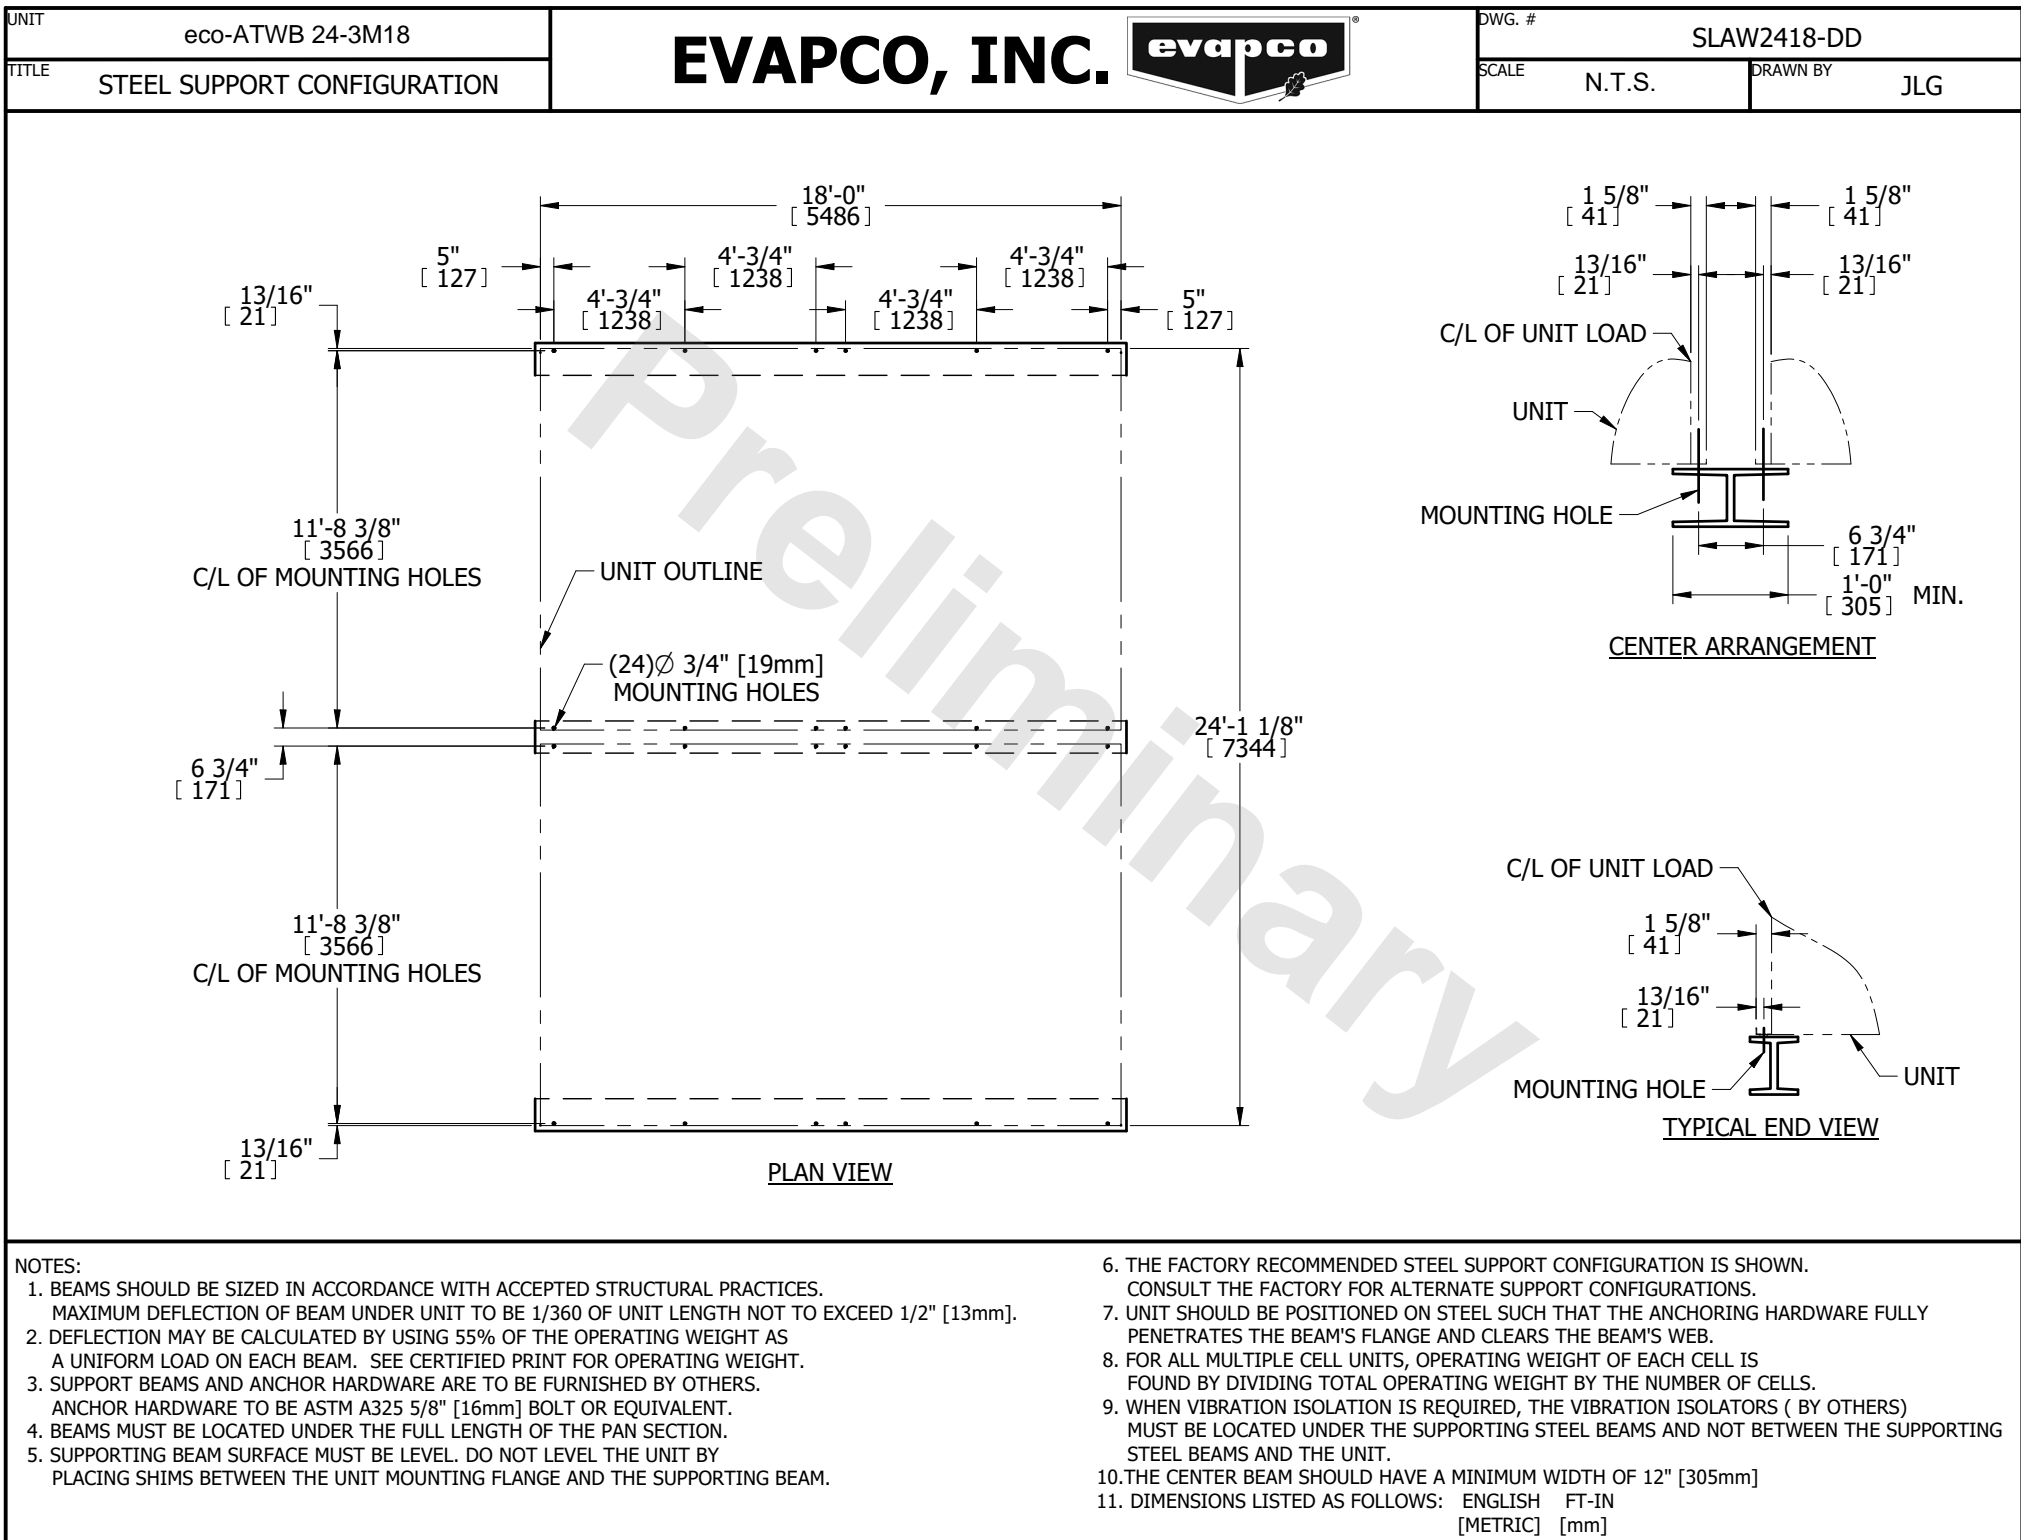 UNIT
eco-ATWB 24-3M18
TITLE
STEEL SUPPORT CONFIGURATION
EVAPCO, INC.
evapco
®
DWG. #
SLAW2418-DD
SCALE
N.T.S.
DRAWN BY
JLG
18'-0"
[ 5486 ]
5"
[ 127 ]
4'-3/4"
[ 1238 ]
4'-3/4"
[ 1238 ]
13/16"
[ 21 ]
4'-3/4"
[ 1238 ]
4'-3/4"
[ 1238 ]
5"
[ 127 ]
11'-8 3/8"
[ 3566 ]
C/L OF MOUNTING HOLES
UNIT OUTLINE
(24)∅ 3/4" [19mm]
MOUNTING HOLES
6 3/4"
[ 171 ]
24'-1 1/8"
[ 7344 ]
11'-8 3/8"
[ 3566 ]
C/L OF MOUNTING HOLES
13/16"
[ 21 ]
PLAN VIEW
Preliminary
1 5/8"
[ 41 ]
1 5/8"
[ 41 ]
13/16"
[ 21 ]
13/16"
[ 21 ]
C/L OF UNIT LOAD
UNIT
MOUNTING HOLE
6 3/4"
[ 171 ]
1'-0"
[ 305 ] MIN.
CENTER ARRANGEMENT
C/L OF UNIT LOAD
1 5/8"
[ 41 ]
13/16"
[ 21 ]
MOUNTING HOLE
UNIT
TYPICAL END VIEW
NOTES:
1. BEAMS SHOULD BE SIZED IN ACCORDANCE WITH ACCEPTED STRUCTURAL PRACTICES.
MAXIMUM DEFLECTION OF BEAM UNDER UNIT TO BE 1/360 OF UNIT LENGTH NOT TO EXCEED 1/2" [13mm].
2. DEFLECTION MAY BE CALCULATED BY USING 55% OF THE OPERATING WEIGHT AS
A UNIFORM LOAD ON EACH BEAM. SEE CERTIFIED PRINT FOR OPERATING WEIGHT.
3. SUPPORT BEAMS AND ANCHOR HARDWARE ARE TO BE FURNISHED BY OTHERS.
ANCHOR HARDWARE TO BE ASTM A325 5/8" [16mm] BOLT OR EQUIVALENT.
4. BEAMS MUST BE LOCATED UNDER THE FULL LENGTH OF THE PAN SECTION.
5. SUPPORTING BEAM SURFACE MUST BE LEVEL. DO NOT LEVEL THE UNIT BY
PLACING SHIMS BETWEEN THE UNIT MOUNTING FLANGE AND THE SUPPORTING BEAM.
6. THE FACTORY RECOMMENDED STEEL SUPPORT CONFIGURATION IS SHOWN.
CONSULT THE FACTORY FOR ALTERNATE SUPPORT CONFIGURATIONS.
7. UNIT SHOULD BE POSITIONED ON STEEL SUCH THAT THE ANCHORING HARDWARE FULLY
PENETRATES THE BEAM'S FLANGE AND CLEARS THE BEAM'S WEB.
8. FOR ALL MULTIPLE CELL UNITS, OPERATING WEIGHT OF EACH CELL IS
FOUND BY DIVIDING TOTAL OPERATING WEIGHT BY THE NUMBER OF CELLS.
9. WHEN VIBRATION ISOLATION IS REQUIRED, THE VIBRATION ISOLATORS ( BY OTHERS)
MUST BE LOCATED UNDER THE SUPPORTING STEEL BEAMS AND NOT BETWEEN THE SUPPORTING
STEEL BEAMS AND THE UNIT.
10.THE CENTER BEAM SHOULD HAVE A MINIMUM WIDTH OF 12" [305mm]
11. DIMENSIONS LISTED AS FOLLOWS: ENGLISH FT-IN
[METRIC] [mm]